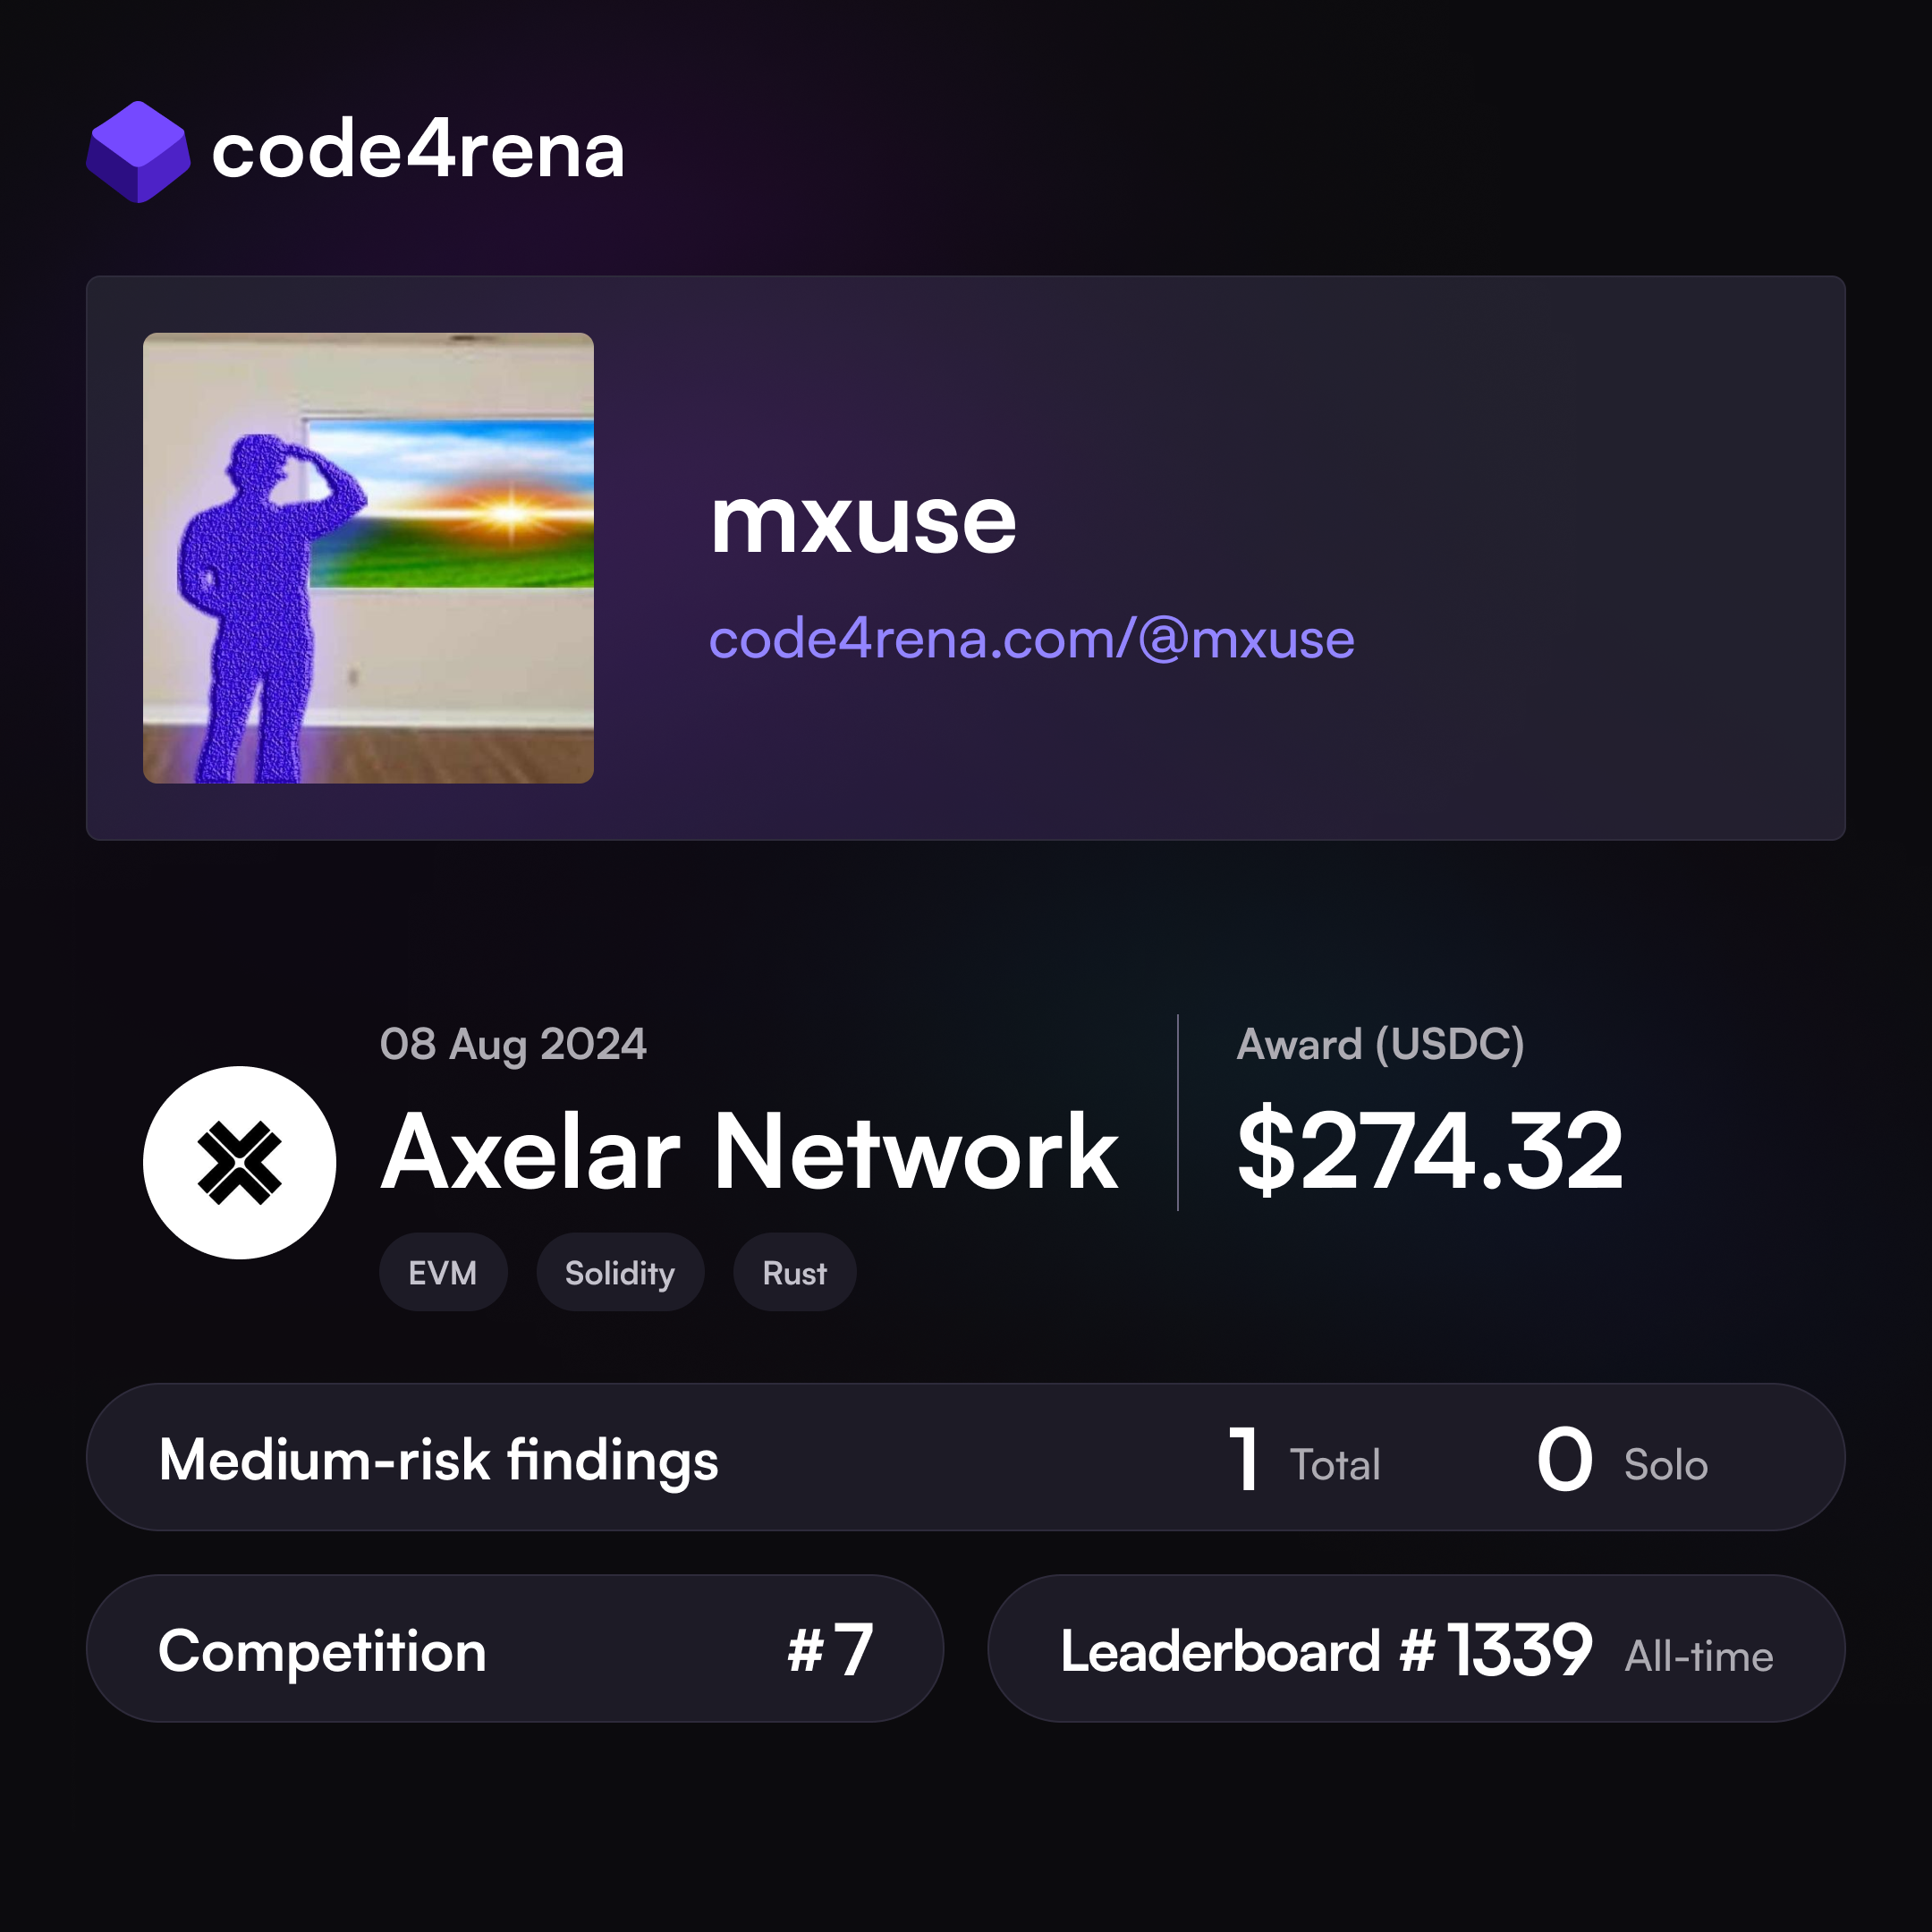 code4rena
mxuse
code4rena.com/@mxuse
08 Aug 2024
Axelar Network
EVM Solidity Rust
Award (USDC)
$274.32
Medium-risk findings 1 Total 0 Solo
Competition #7
Leaderboard #1339 All-time